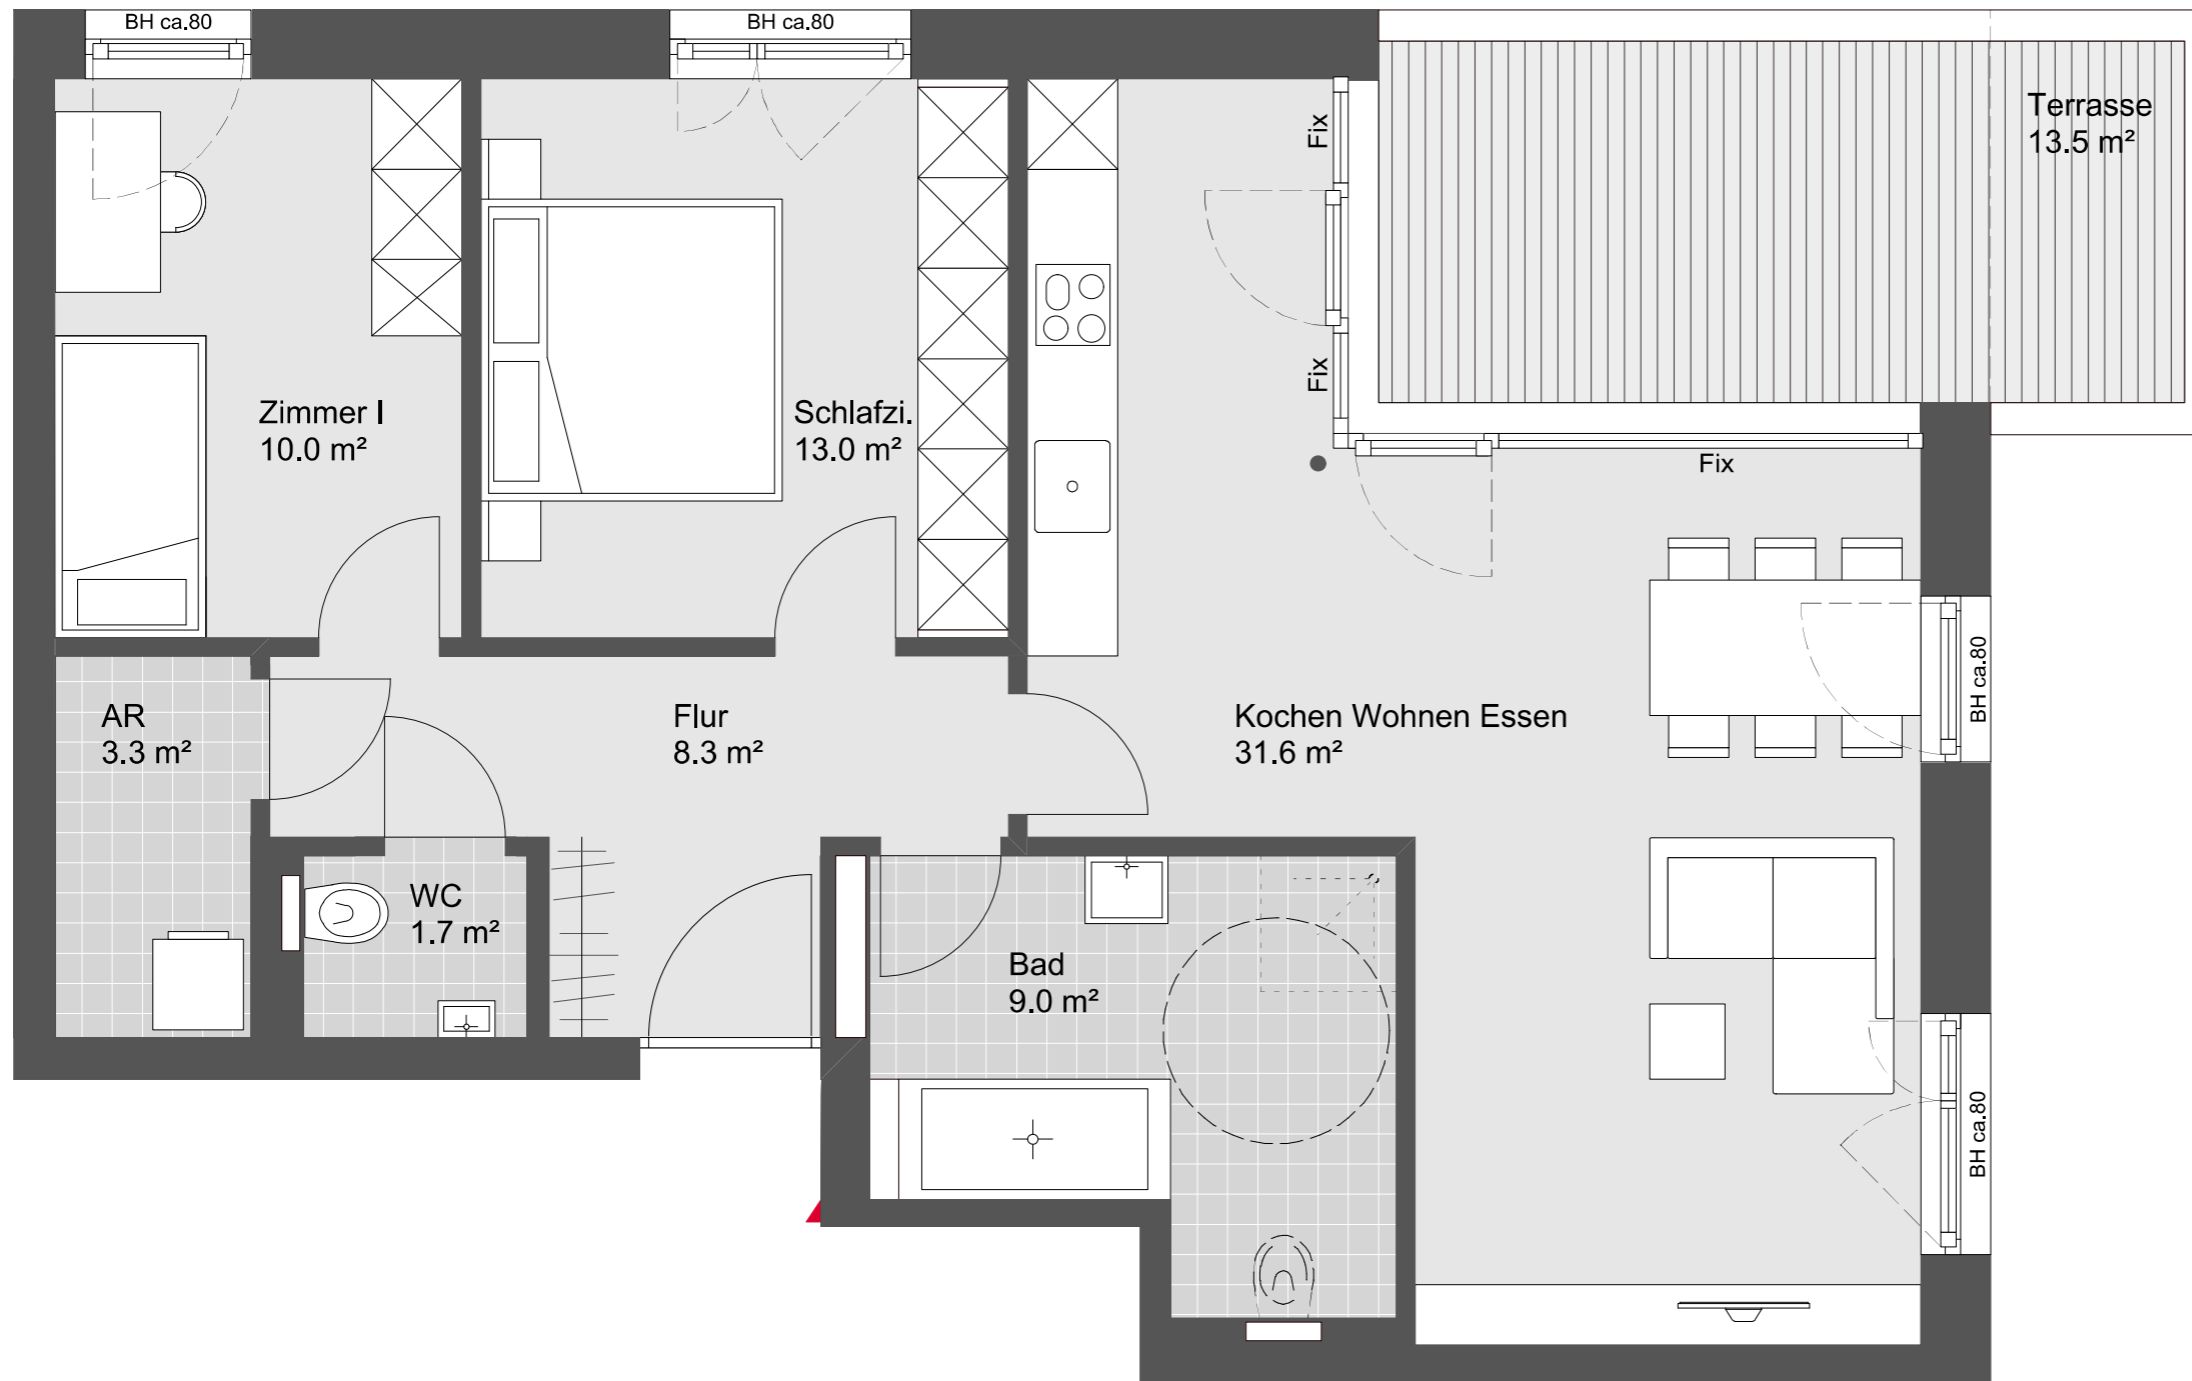 BH ca.80
BH ca.80
Terrasse
13.5 m²
Fix
Fix
Fix
Zimmer I
10.0 m²
Schlafzi.
13.0 m²
AR
3.3 m²
Flur
8.3 m²
Kochen Wohnen Essen
31.6 m²
BH ca.80
WC
1.7 m²
Bad
9.0 m²
BH ca.80